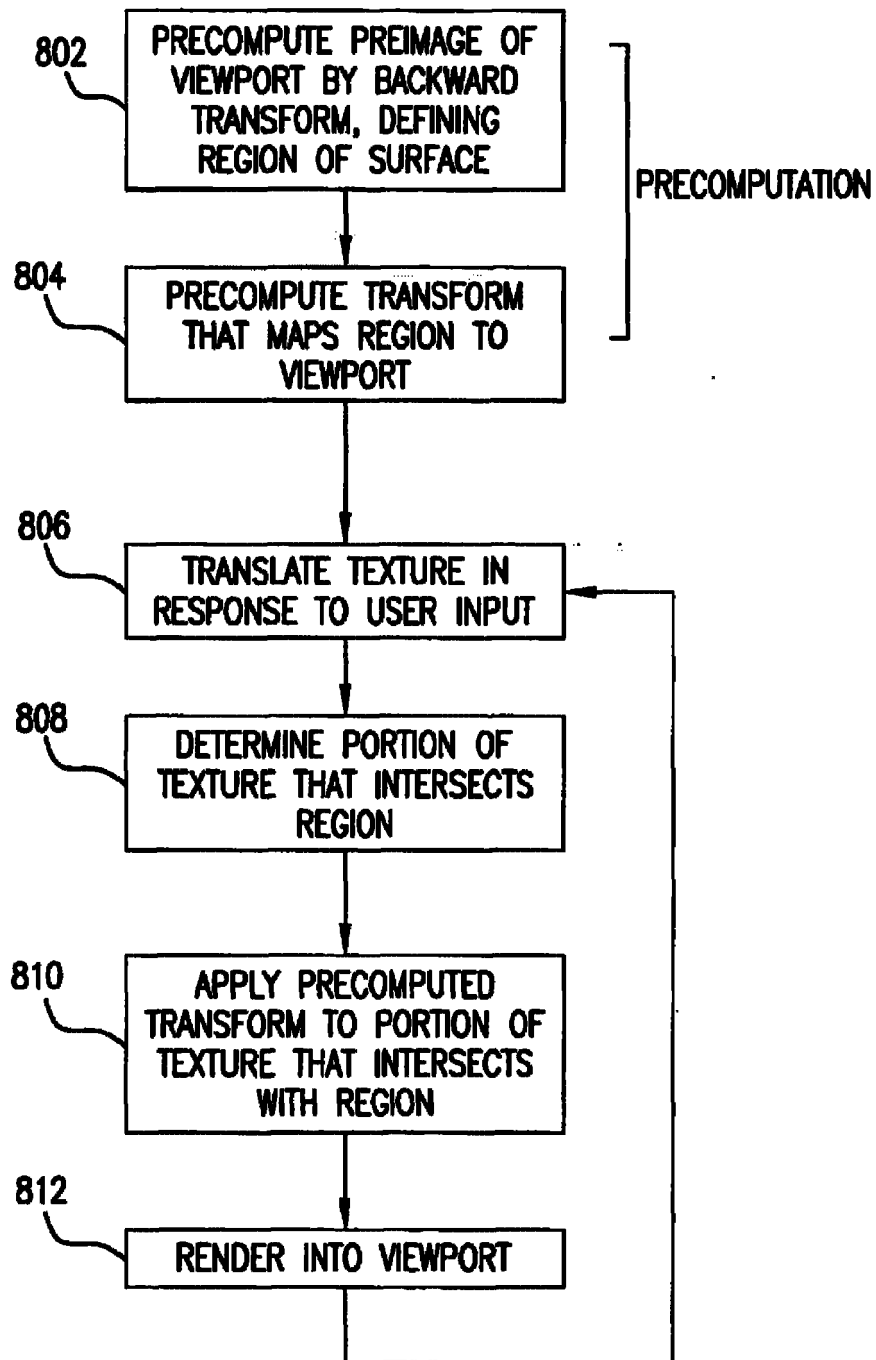 802
PRECOMPUTE PREIMAGE OF
VIEWPORT BY BACKWARD
TRANSFORM, DEFINING
REGION OF SURFACE
PRECOMPUTATION
804
PRECOMPUTE TRANSFORM
THAT MAPS REGION TO
VIEWPORT
806
TRANSLATE TEXTURE IN
RESPONSE TO USER INPUT
808
DETERMINE PORTION OF
TEXTURE THAT INTERSECTS
REGION
810
APPLY PRECOMPUTED
TRANSFORM TO PORTION OF
TEXTURE THAT INTERSECTS
WITH REGION
812
RENDER INTO VIEWPORT